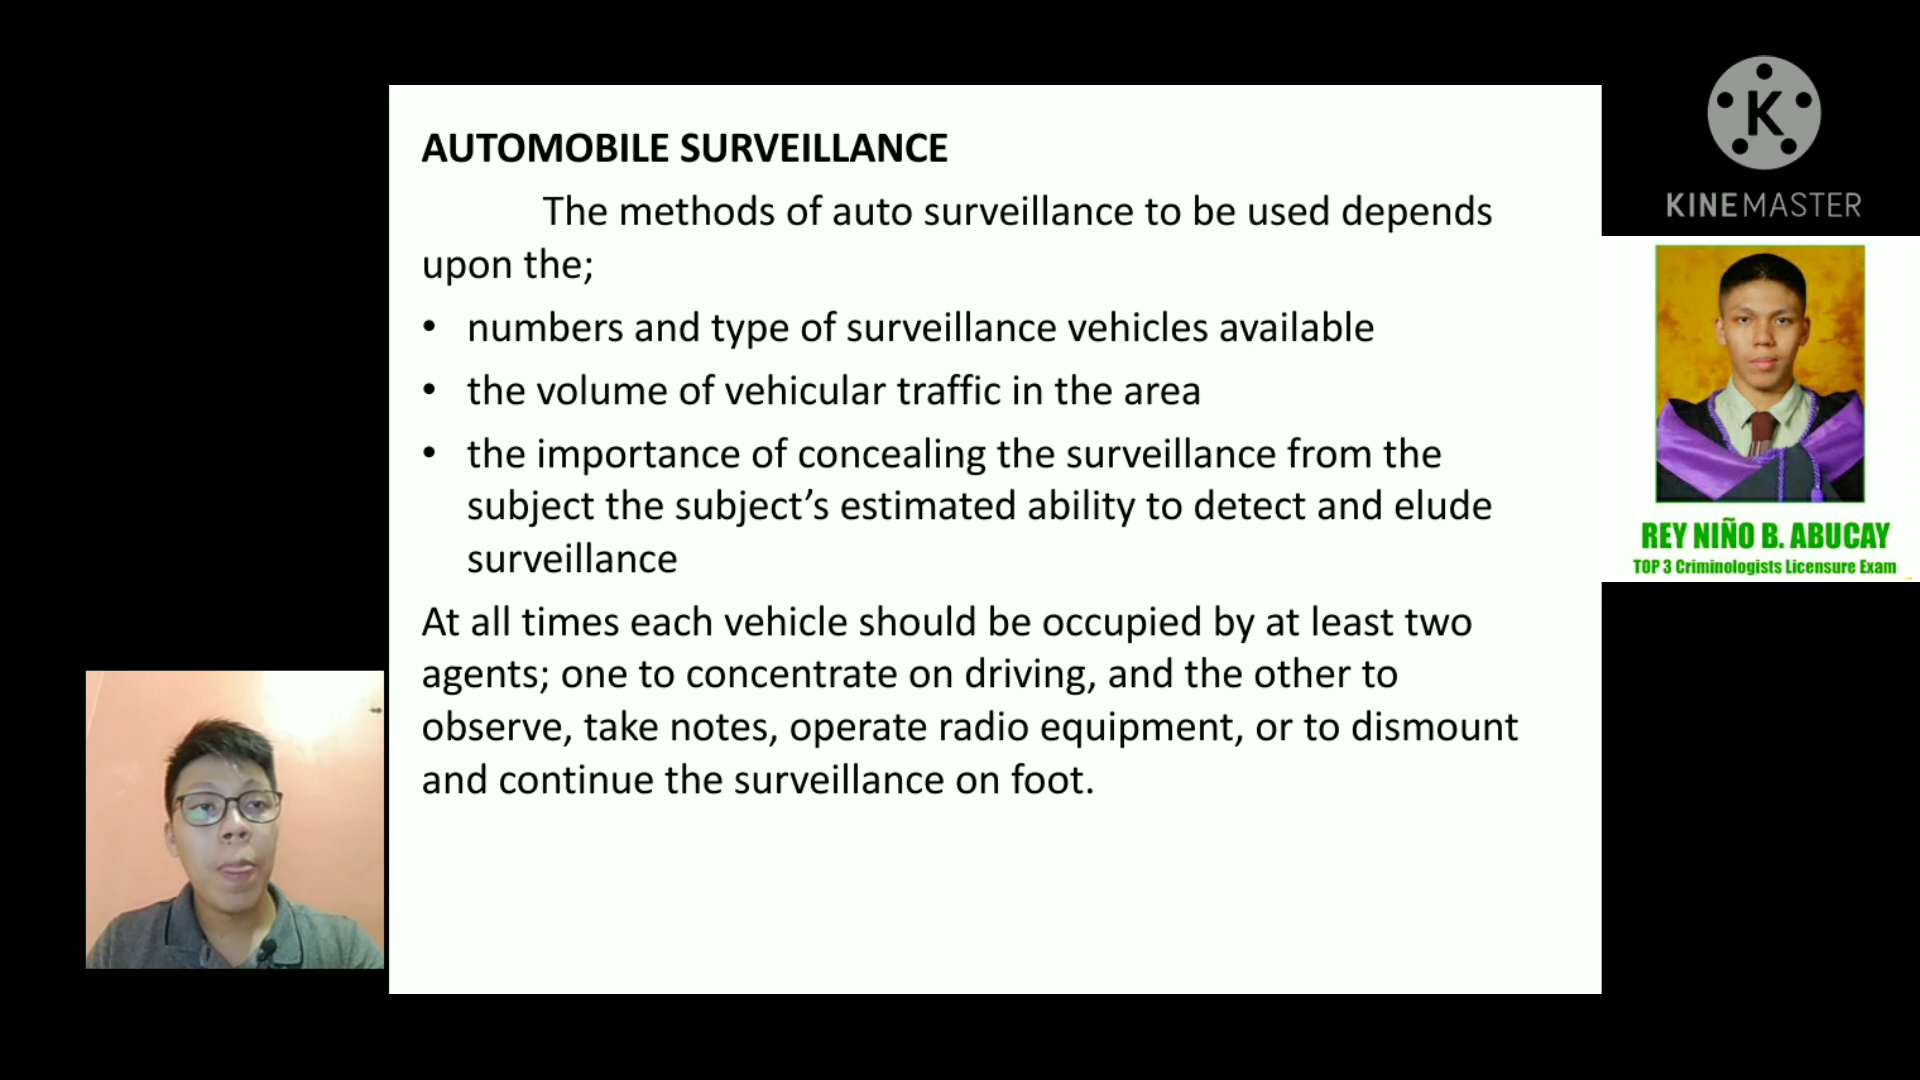 AUTOMOBILE SURVEILLANCE
The methods of auto surveillance to be used depends
upon the;
• numbers and type of surveillance vehicles available
• the volume of vehicular traffic in the area
• the importance of concealing the surveillance from the
subject the subject’s estimated ability to detect and elude
surveillance
At all times each vehicle should be occupied by at least two
agents; one to concentrate on driving, and the other to
observe, take notes, operate radio equipment, or to dismount
and continue the surveillance on foot.
K
KINEMASTER
REY NIÑO B. ABUCAY
TOP 3 Criminologists Licensure Exam